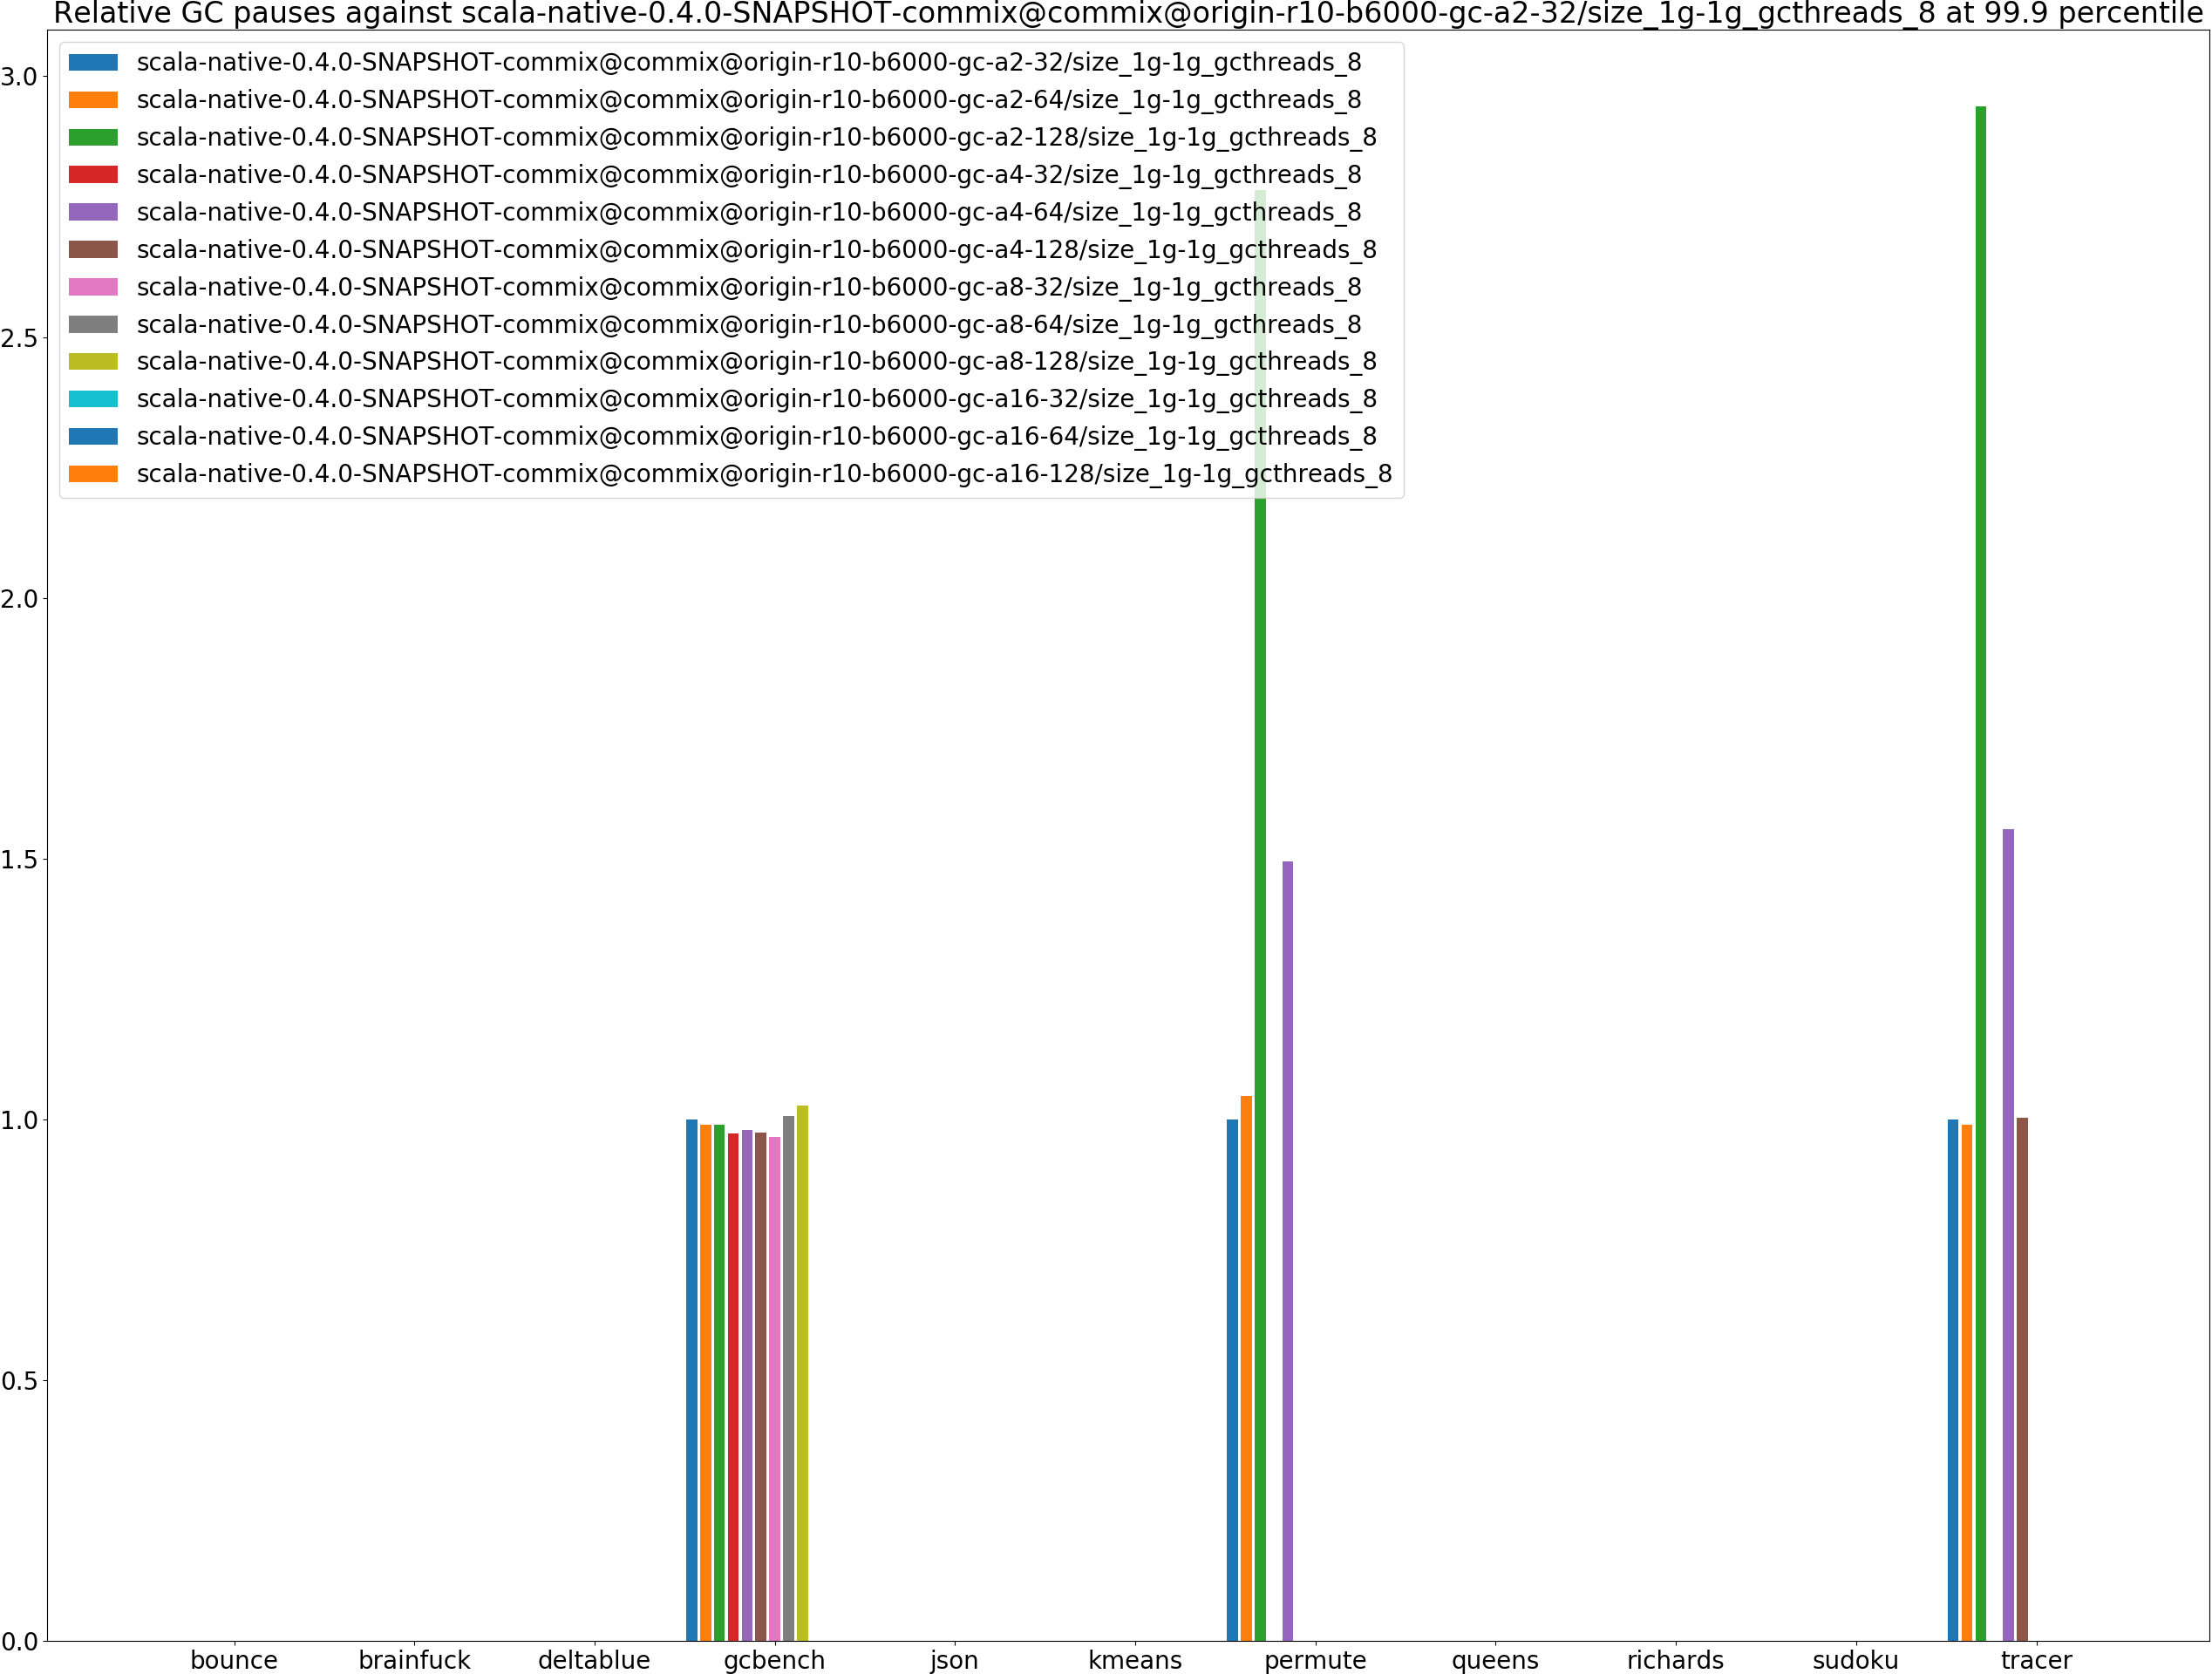 Relative GC pauses against scala-native-0.4.0-SNAPSHOT-commix@commix@origin-r10-b6000-gc-a2-32/size_1g-1g_gcthreads_8 at 99.9 percentile
scala-native-0.4.0-SNAPSHOT-commix@commix@origin-r10-b6000-gc-a2-32/size_1g-1g_gcthreads_8
scala-native-0.4.0-SNAPSHOT-commix@commix@origin-r10-b6000-gc-a2-64/size_1g-1g_gcthreads_8
scala-native-0.4.0-SNAPSHOT-commix@commix@origin-r10-b6000-gc-a2-128/size_1g-1g_gcthreads_8
scala-native-0.4.0-SNAPSHOT-commix@commix@origin-r10-b6000-gc-a4-32/size_1g-1g_gcthreads_8
scala-native-0.4.0-SNAPSHOT-commix@commix@origin-r10-b6000-gc-a4-64/size_1g-1g_gcthreads_8
scala-native-0.4.0-SNAPSHOT-commix@commix@origin-r10-b6000-gc-a4-128/size_1g-1g_gcthreads_8
scala-native-0.4.0-SNAPSHOT-commix@commix@origin-r10-b6000-gc-a8-32/size_1g-1g_gcthreads_8
scala-native-0.4.0-SNAPSHOT-commix@commix@origin-r10-b6000-gc-a8-64/size_1g-1g_gcthreads_8
scala-native-0.4.0-SNAPSHOT-commix@commix@origin-r10-b6000-gc-a8-128/size_1g-1g_gcthreads_8
scala-native-0.4.0-SNAPSHOT-commix@commix@origin-r10-b6000-gc-a16-32/size_1g-1g_gcthreads_8
scala-native-0.4.0-SNAPSHOT-commix@commix@origin-r10-b6000-gc-a16-64/size_1g-1g_gcthreads_8
scala-native-0.4.0-SNAPSHOT-commix@commix@origin-r10-b6000-gc-a16-128/size_1g-1g_gcthreads_8
3.0
2.5
2.0
1.5
1.0
0.5
0.0
bounce brainfuck deltablue gcbench json kmeans permute queens richards sudoku tracer